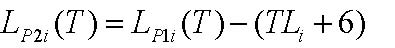 L_{P2i}(T) = L_{P1i}(T) − (TL_i + 6)